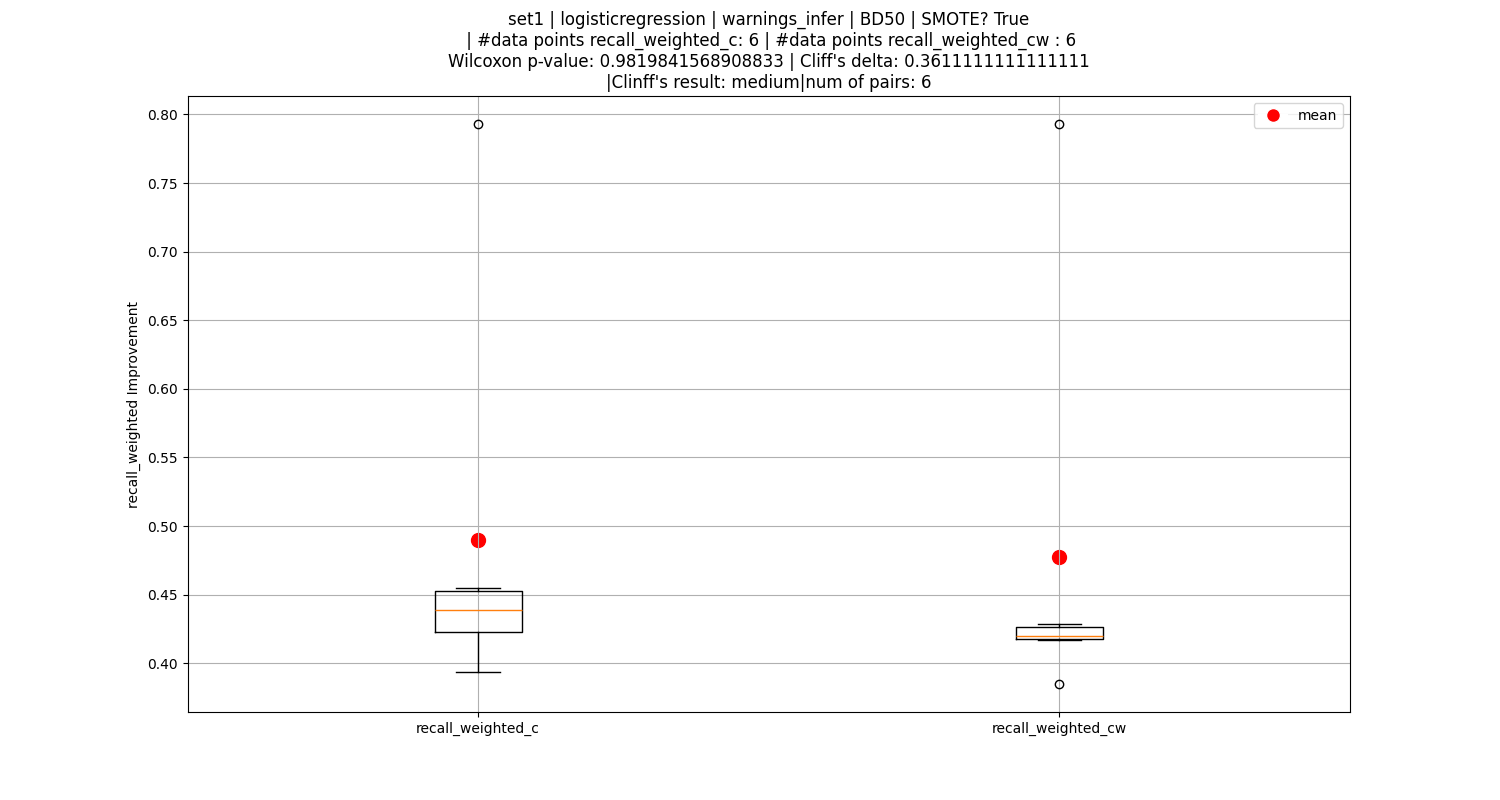 set1 | logisticregression | warnings_infer | BD50 | SMOTE? True
| #data points recall_weighted_c: 6 | #data points recall_weighted_cw : 6
Wilcoxon p-value: 0.9819841568908833 | Cliff's delta: 0.3611111111111111
|Clinff's result: medium|num of pairs: 6
mean
recall_weighted Improvement
0.80
0.75
0.70
0.65
0.60
0.55
0.50
0.45
0.40
recall_weighted_c
recall_weighted_cw